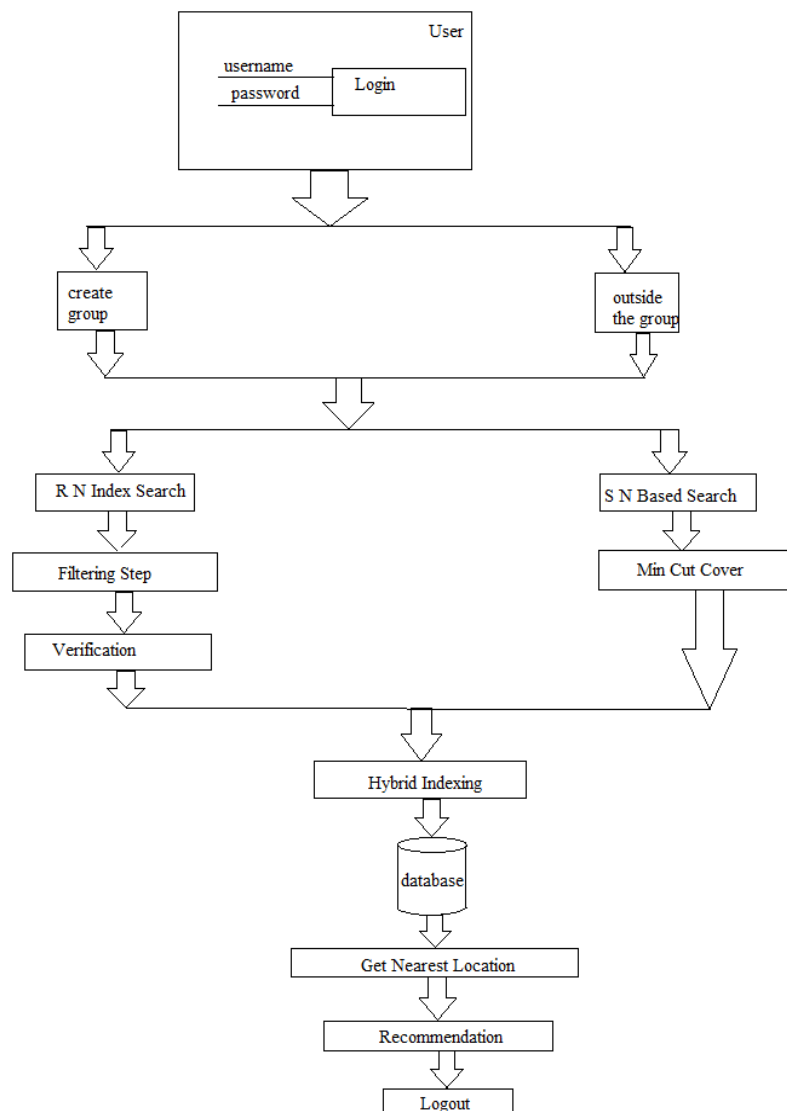 User
username
Login
password
create
group
outside
the group
R N Index Search
S N Based Search
Filtering Step
Min Cut Cover
Verification
Hybrid Indexing
database
Get Nearest Location
Recommendation
Logout